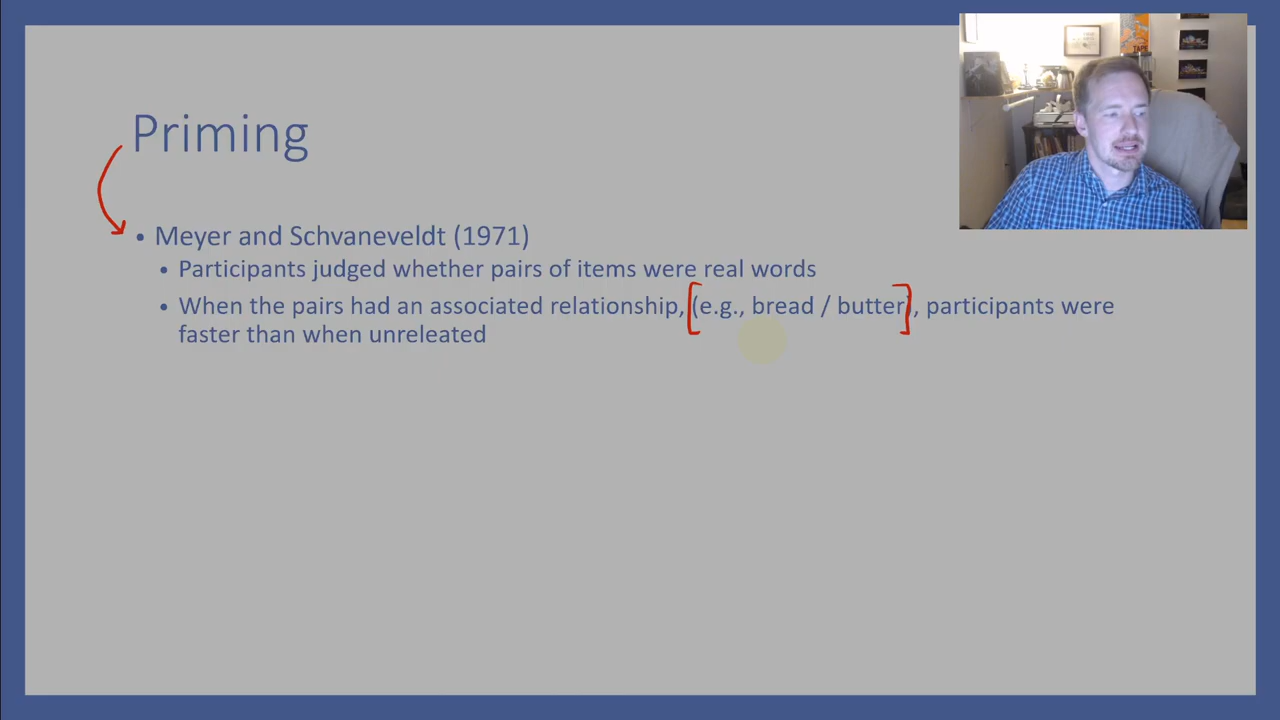 Priming
• Meyer and Schvaneveldt (1971)
• Participants judged whether pairs of items were real words
• When the pairs had an associated relationship, (e.g., bread / butter), participants were
faster than when unreleated
TAPE